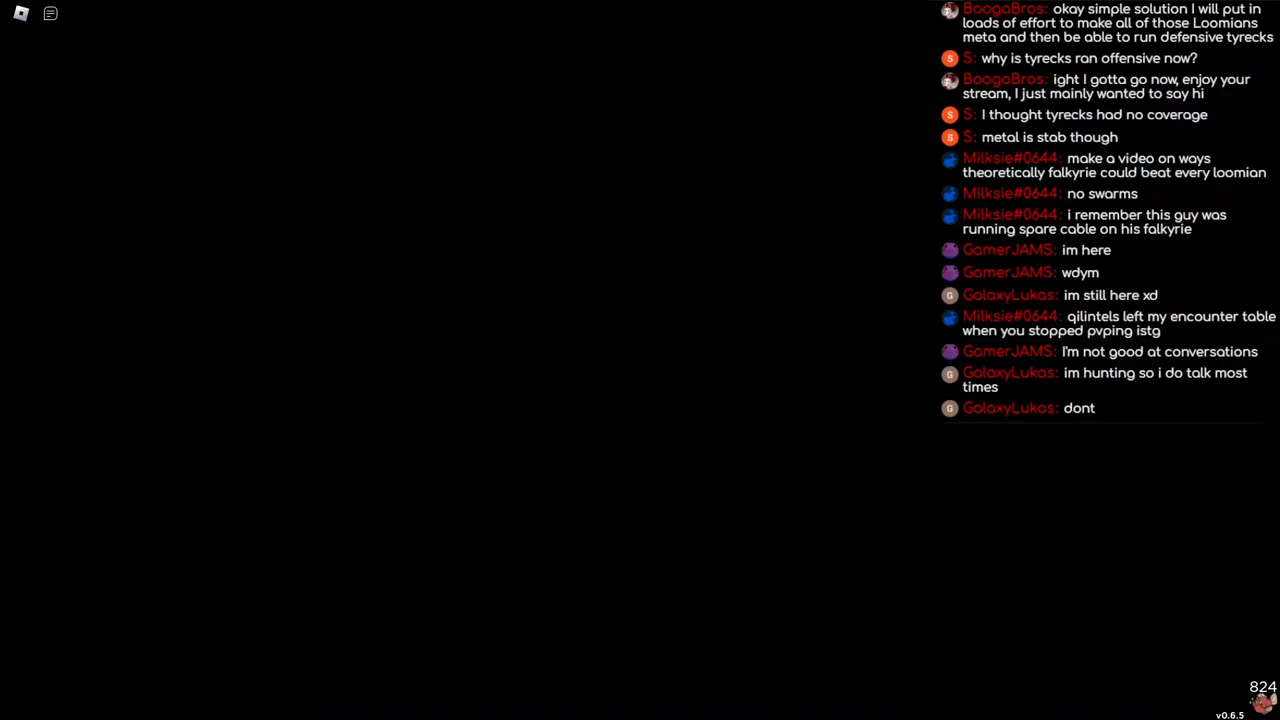 BoogaBros: okay simple solution I will put in
loads of effort to make all of those Loomians
meta and then be able to run defensive tyrecks
S
S: why is tyrecks ran offensive now?
BoogaBros: ight I gotta go now, enjoy your
stream, I just mainly wanted to say hi
S
S: I thought tyrecks had no coverage
S
S: metal is stab though
Milksie#0644: make a video on ways
theoretically falkyrie could beat every loomian
Milksie#0644: no swarms
Milksie#0644: i remember this guy was
running spare cable on his falkyrie
GamerJAMS: im here
GamerJAMS: wdym
G
GalaxyLukas: im still here xd
Milksie#0644: qilintels left my encounter table
when you stopped pvping istg
GamerJAMS: I'm not good at conversations
G
GalaxyLukas: im hunting so i do talk most
times
G
GalaxyLukas: dont
824
v0.6.5